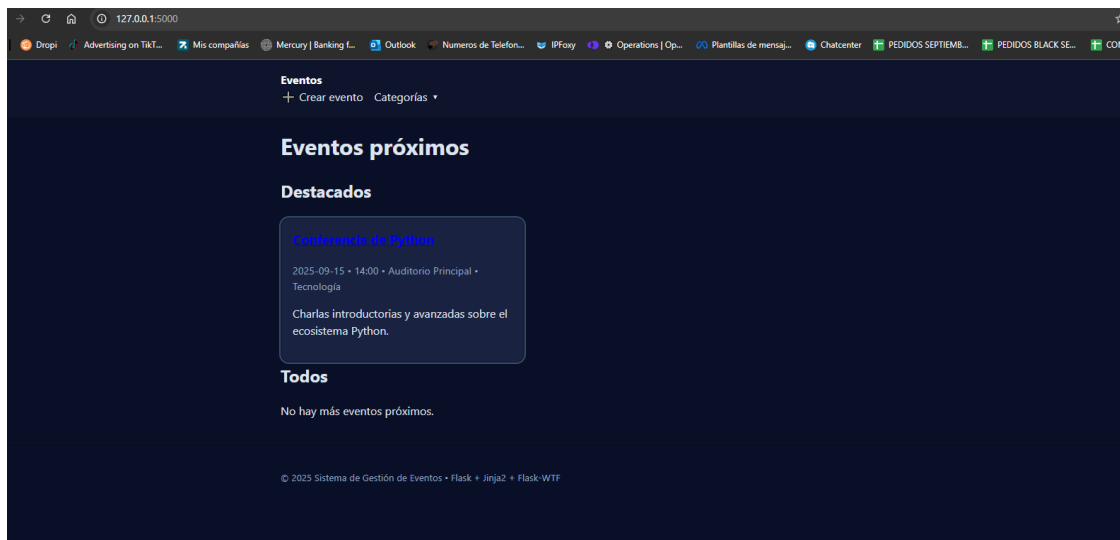 127.0.0.1:5000
Dropi Advertising on TikT... Mis compañías Mercury | Banking f... Outlook Numeros de Telefon... IPFoxy Operations | Op... Plantillas de mensaj... Chatcenter PEDIDOS SEPTIEMB... PEDIDOS BLACK SE... CO
Eventos
+ Crear evento Categorías ▾
Eventos próximos
Destacados
Conferencia de Python
2025-09-15 • 14:00 • Auditorio Principal •
Tecnología
Charlas introductorias y avanzadas sobre el
ecosistema Python.
Todos
No hay más eventos próximos.
© 2025 Sistema de Gestión de Eventos • Flask + Jinja2 + Flask-WTF